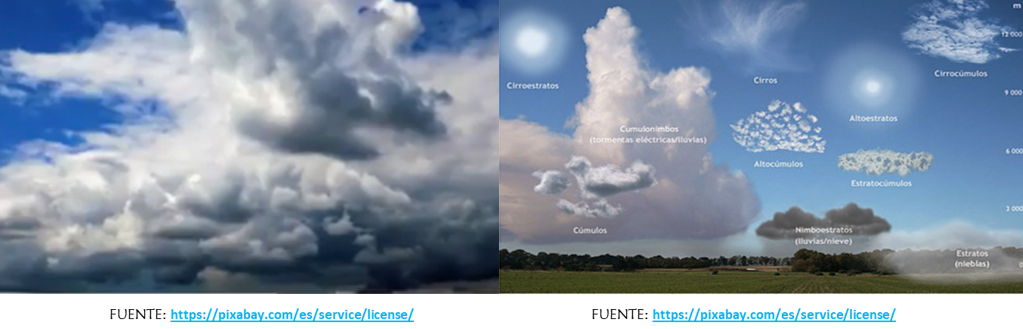 m
12 000
Cirroestratos
Cirros
Cirrocúmulos
9 000
Altoestratos
Cumulonimbos
(tormentas eléctricas/lluvias)
Altocúmulos
6 000
Estratocúmulos
3 000
Cúmulos
Nimboestratos
(lluvias/nieve)
Estratos
(nieblas)
0
FUENTE: https://pixabay.com/es/service/license/
FUENTE: https://pixabay.com/es/service/license/